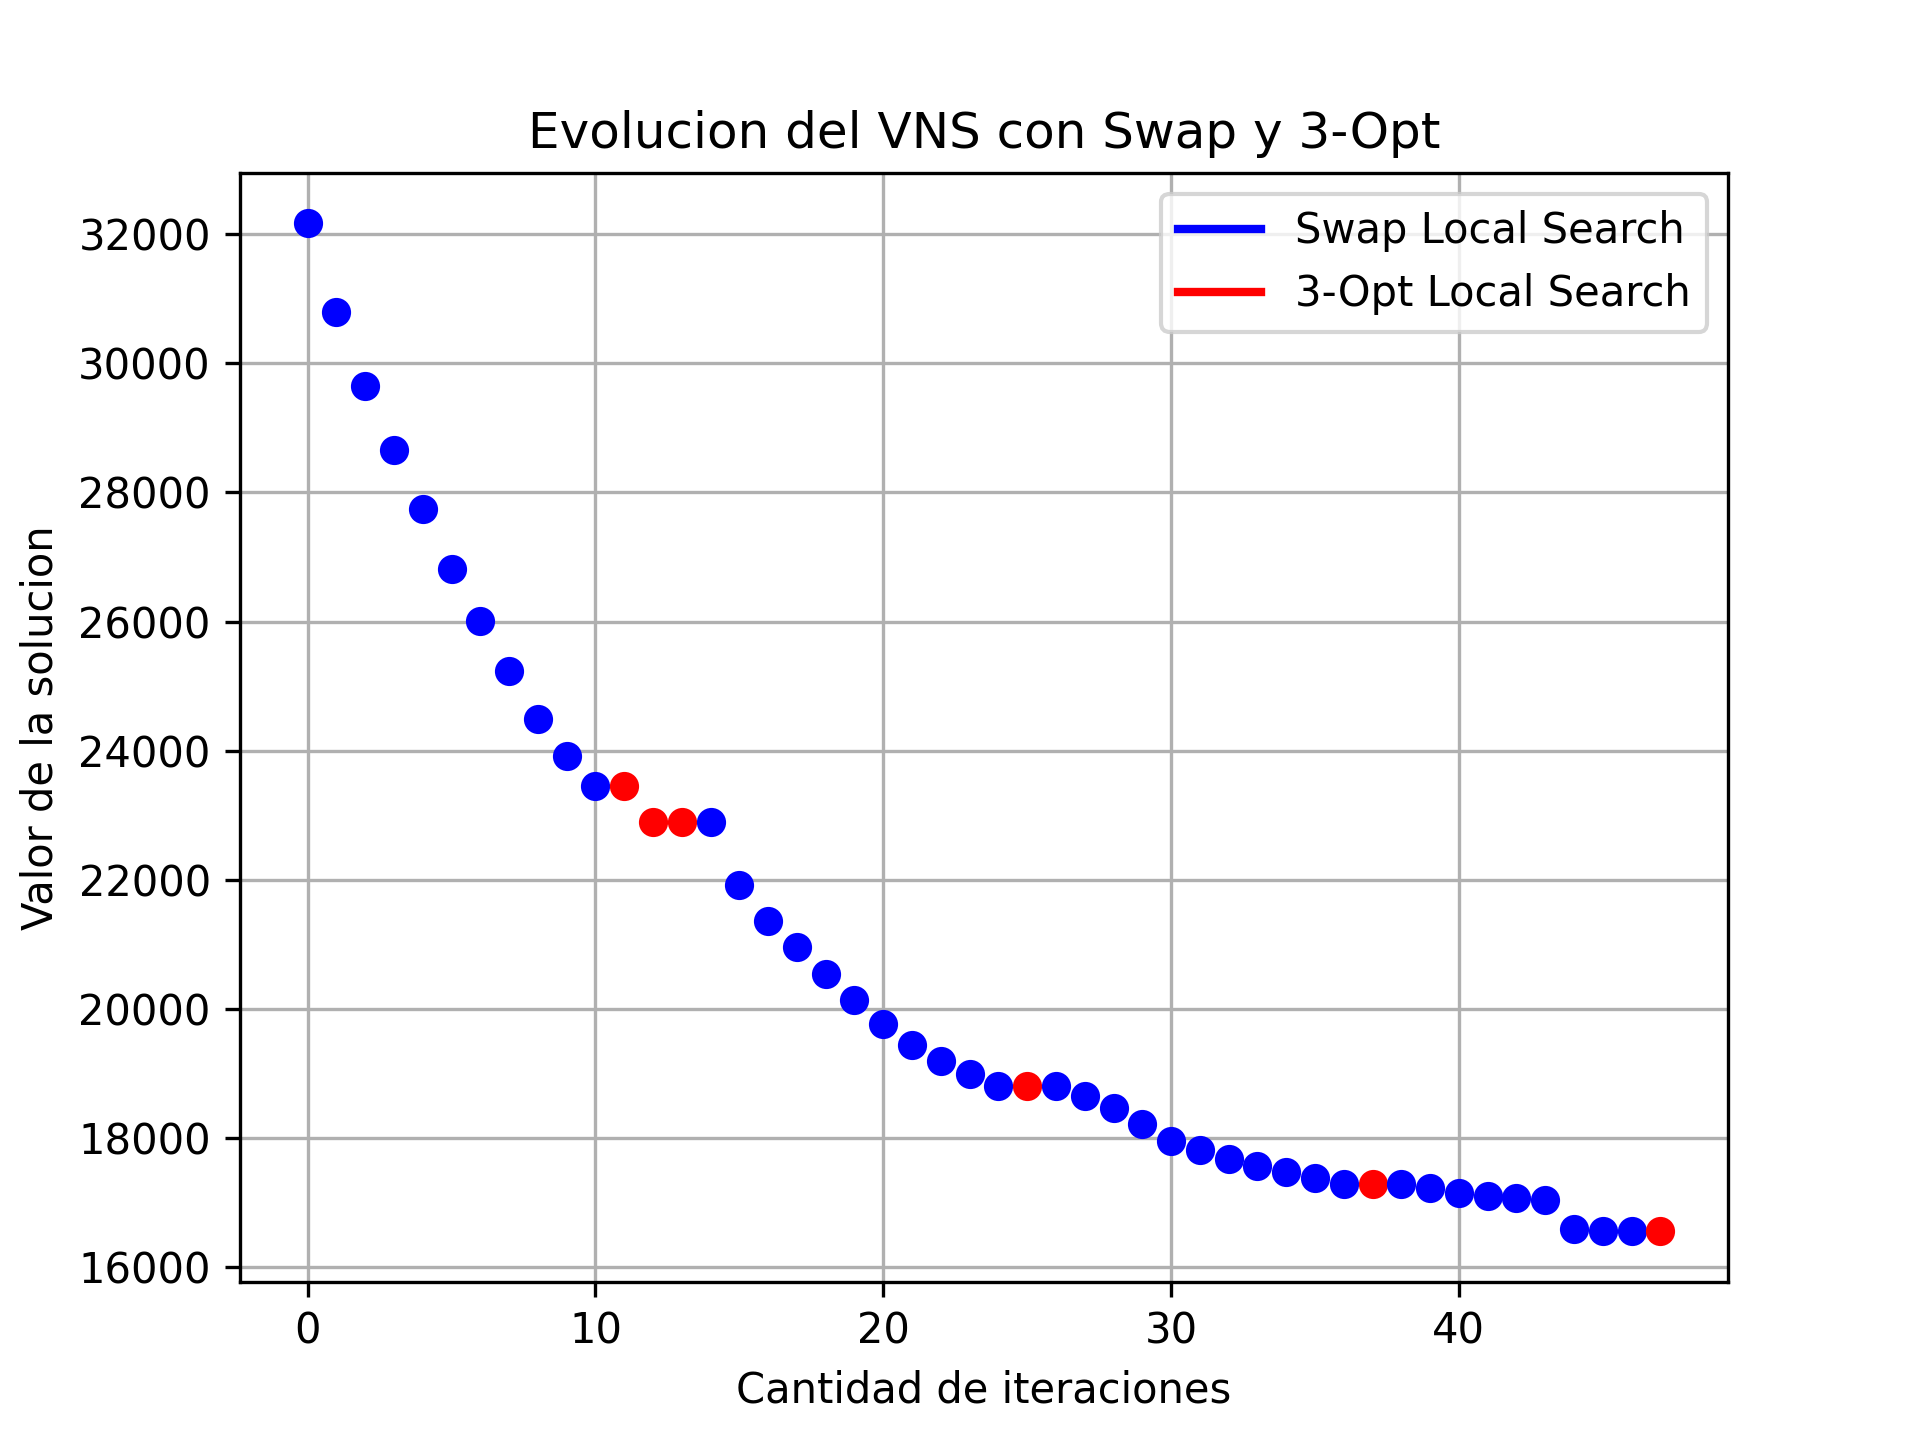 Evolucion del VNS con Swap y 3-Opt
Swap Local Search
3-Opt Local Search
Valor de la solucion
32000
30000
28000
26000
24000
22000
20000
18000
16000
0 10 20 30 40
Cantidad de iteraciones